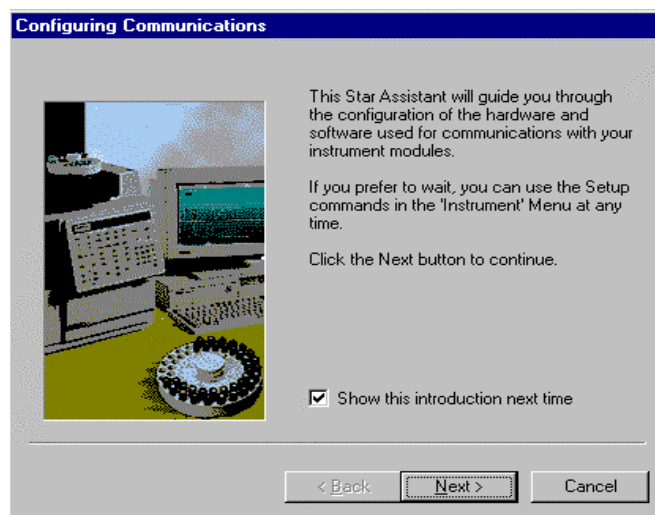 Configuring Communications
This Star Assistant will guide you through
the configuration of the hardware and
software used for communications with your
instrument modules.
If you prefer to wait, you can use the Setup
commands in the 'Instrument' Menu at any
time.
Click the Next button to continue.
Show this introduction next time
< Back
Next >
Cancel